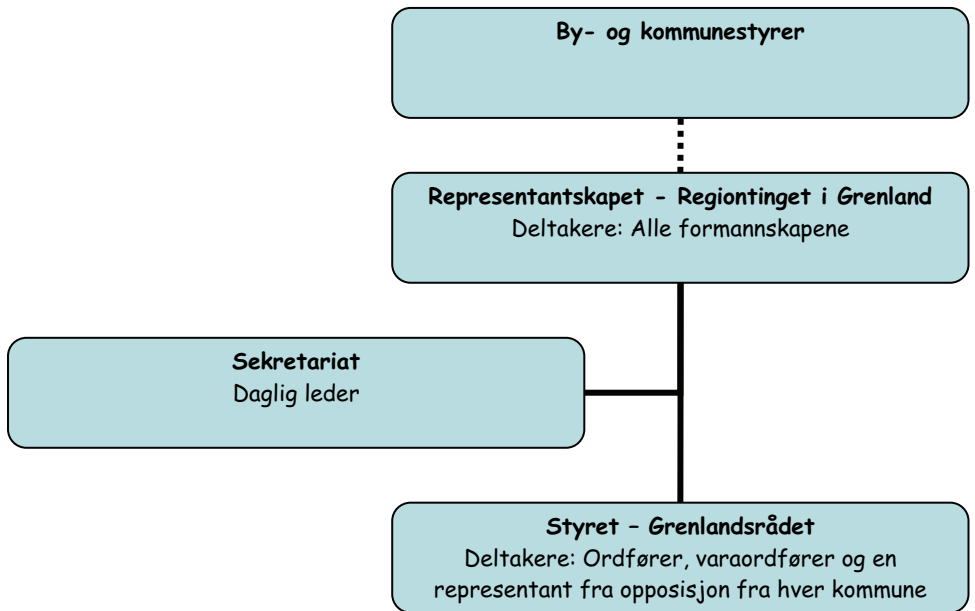 By- og kommunestyrer
Representantskapet - Regiontinget i Grenland
Deltakere: Alle formannskapene
Sekretariat
Daglig leder
Styret – Grenlandsrådet
Deltakere: Ordfører, varaordfører og en
representant fra opposisjon fra hver kommune